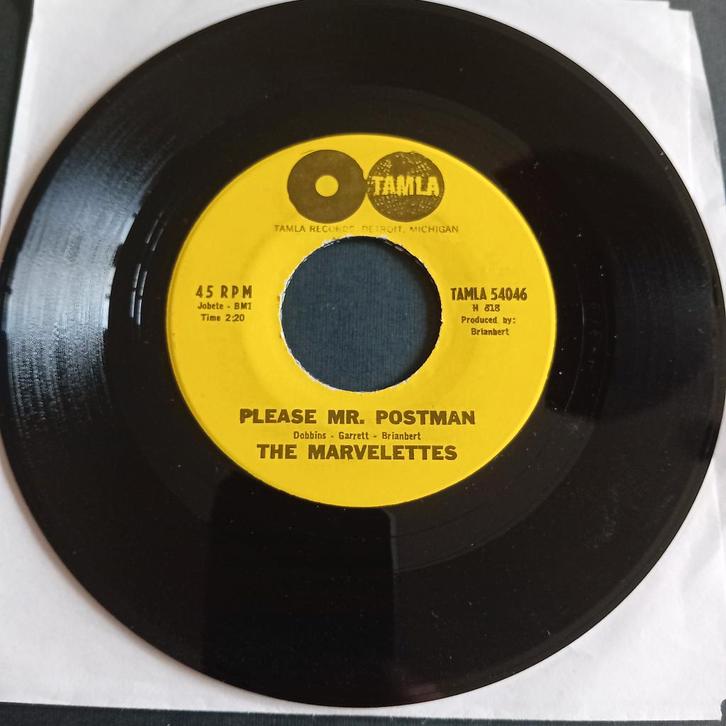 TAMLA
TAMLA RECORDS DETROIT, MICHIGAN
45 RPM
Jobete - BMI
Time 2:20
TAMLA 54046
H 618
Produced by:
Brianbert
PLEASE MR. POSTMAN
Dobbins - Garrett - Brianbert
THE MARVELETTES